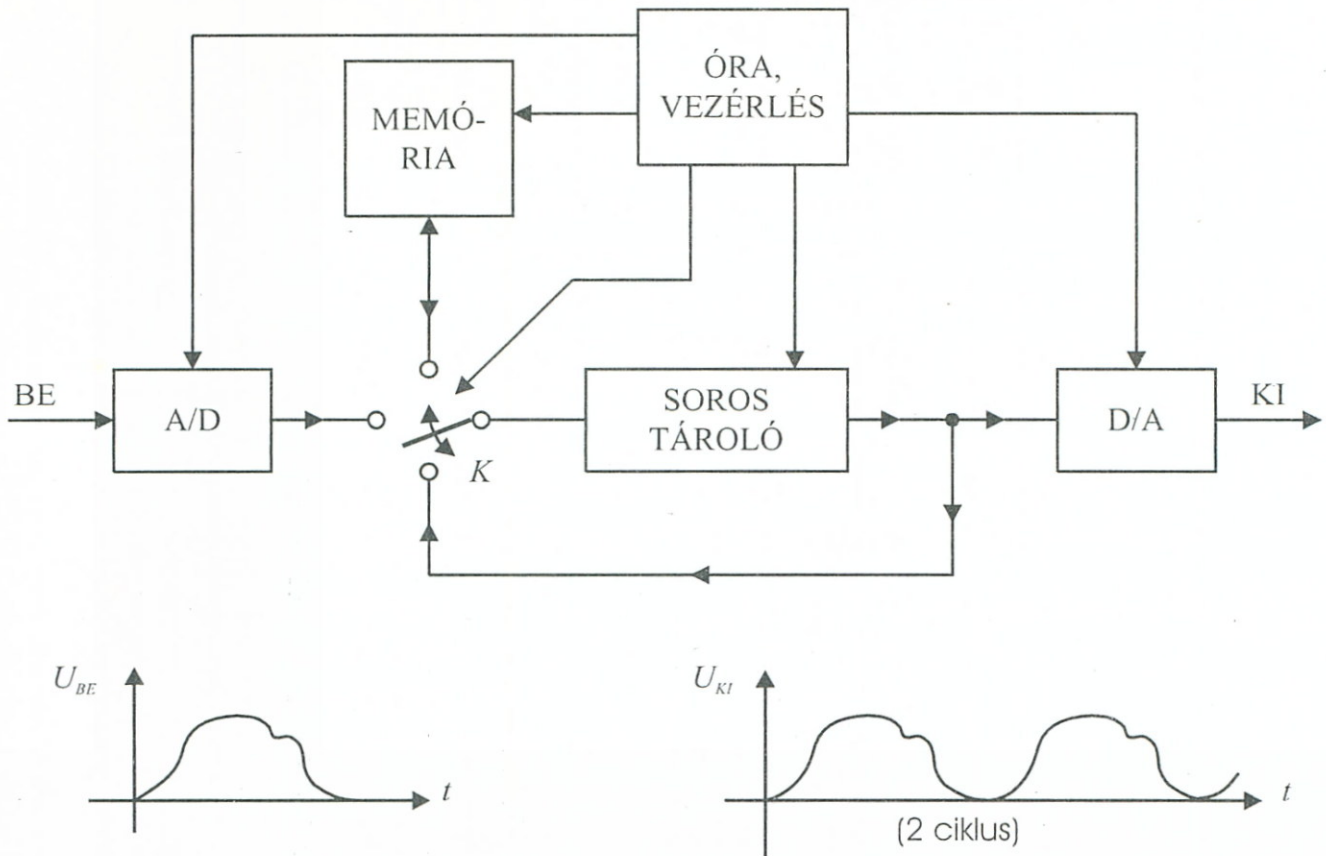 ÓRA,
VEZÉRLÉS
MEMÓ-
RIA
BE
A/D
K
SOROS
TÁROLÓ
D/A
KI
U_BE
t
U_KI
t
(2 ciklus)